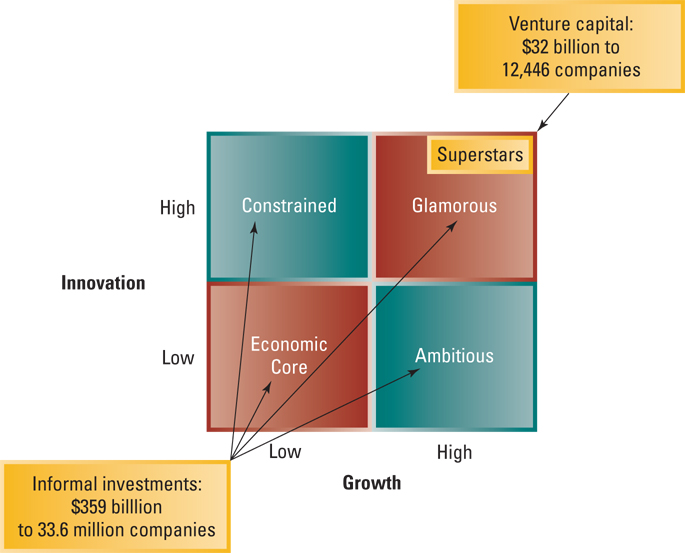 Venture capital:
$32 billion to
12,446 companies
Superstars
High
Constrained
Glamorous
Innovation
Low
Economic
Core
Ambitious
Low
High
Growth
Informal investments:
$359 billlion
to 33.6 million companies